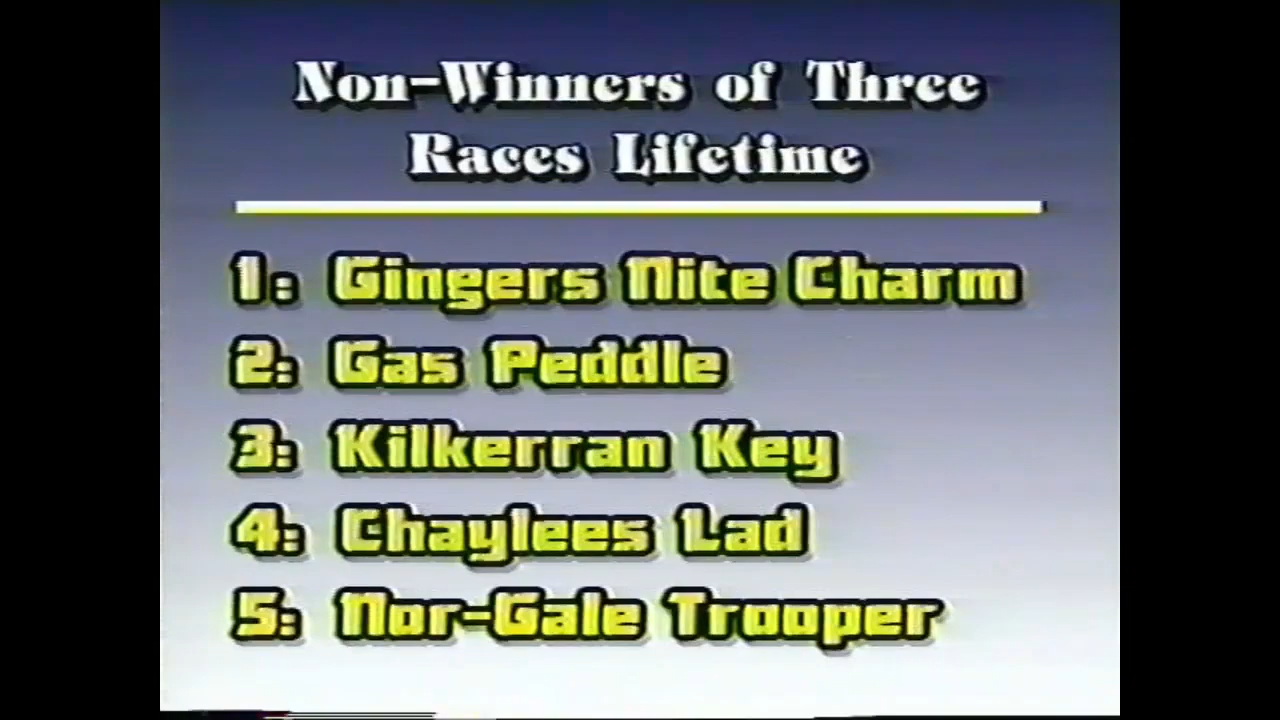 Non-Winners of Three
Races Lifetime
1: Gingers Nite Charm
2: Gas Peddle
3: Kilkerran Key
4: Chaylees Lad
5: Nor-Gale Trooper